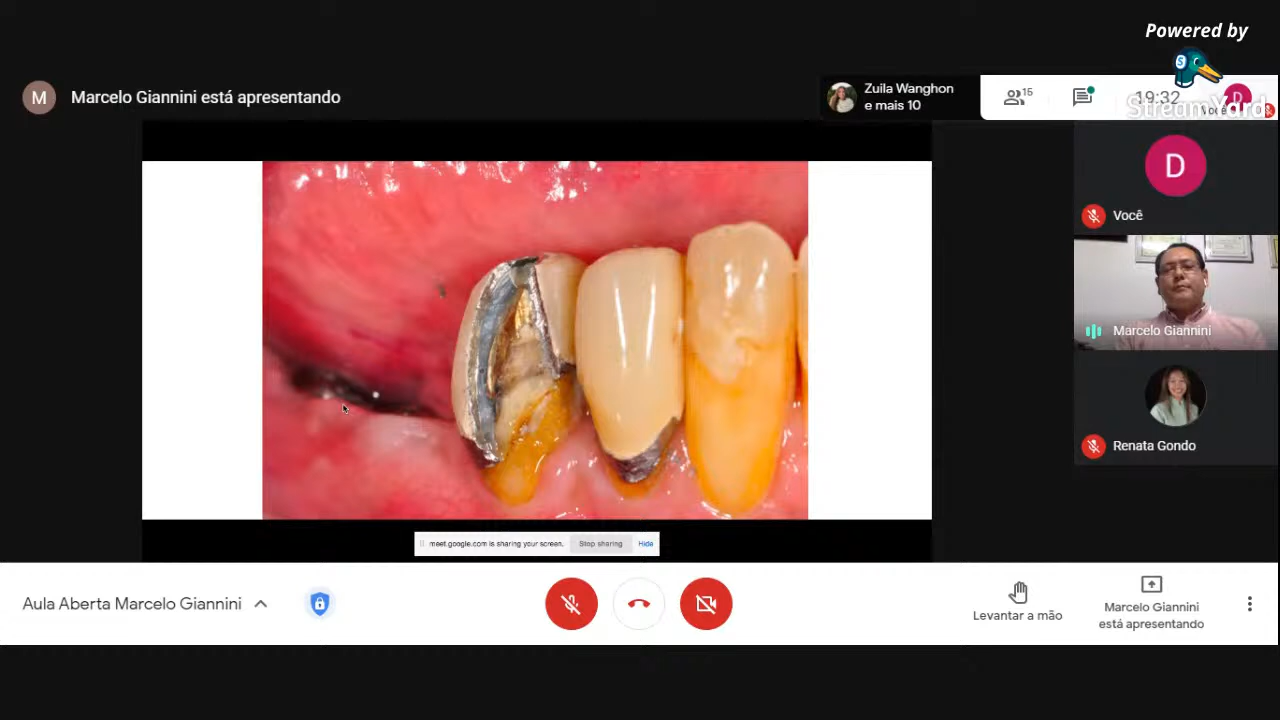 Powered by
StreamYard
M
Marcelo Giannini está apresentando
Zuila Wanghon
e mais 10
15
19:32
D
Você
S
D
Você
Marcelo Giannini
Renata Gondo
meet.google.com is sharing your screen.
Stop sharing
Hide
Aula Aberta Marcelo Giannini
Levantar a mão
Marcelo Giannini
está apresentando